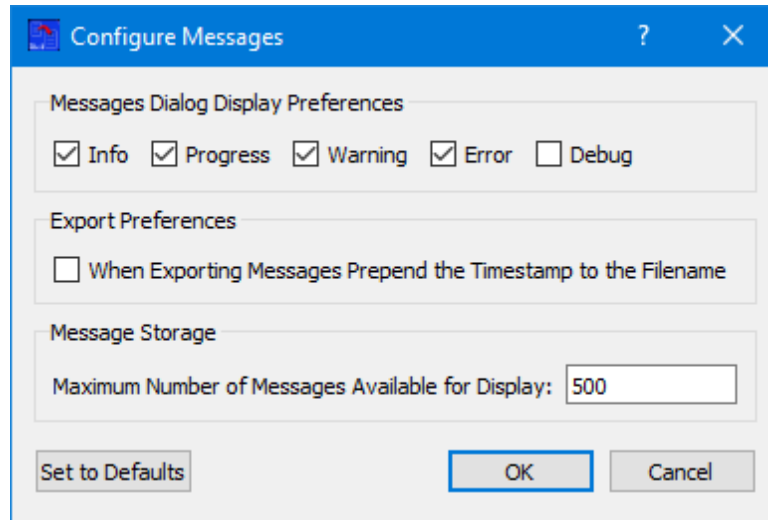 Configure Messages
Messages Dialog Display Preferences
Info Progress Warning Error Debug
Export Preferences
When Exporting Messages Prepend the Timestamp to the Filename
Message Storage
Maximum Number of Messages Available for Display: 500
Set to Defaults OK Cancel